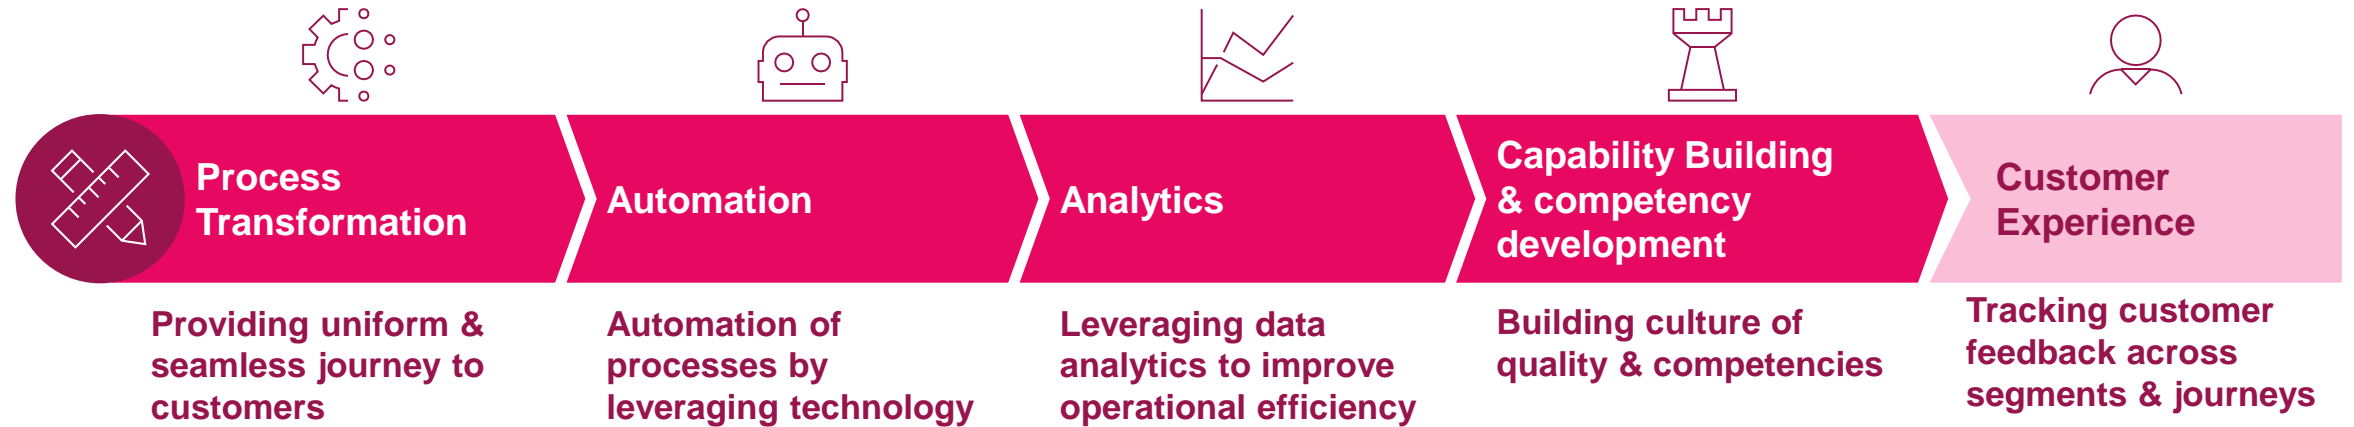 Process
Transformation
Automation
Analytics
Capability Building
& competency
development
Customer
Experience
Providing uniform &
seamless journey to
customers
Automation of
processes by
leveraging technology
Leveraging data
analytics to improve
operational efficiency
Building culture of
quality & competencies
Tracking customer
feedback across
segments & journeys